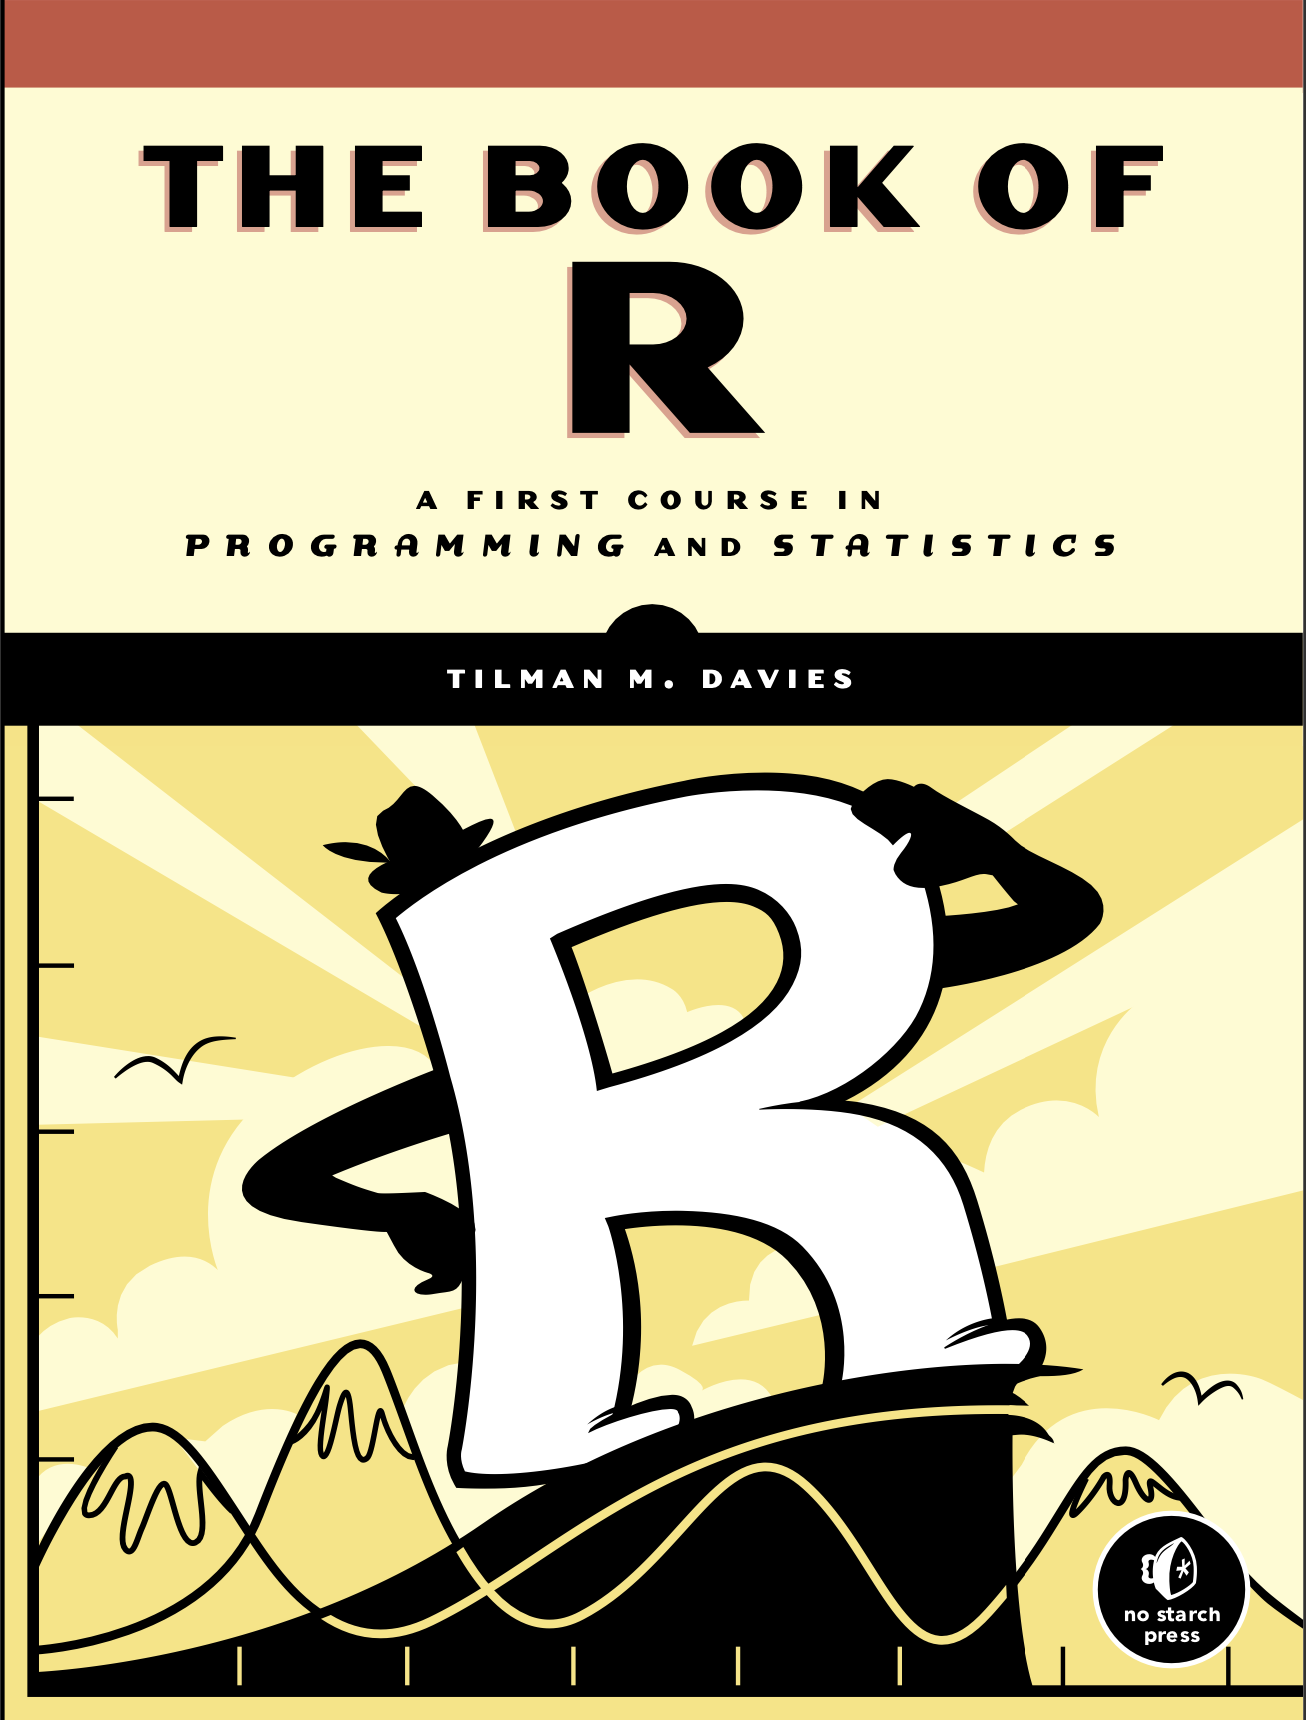 THE BOOK OF
R
A FIRST COURSE IN
PROGRAMMING AND STATISTICS
TILMAN M. DAVIES
R
no starch
press